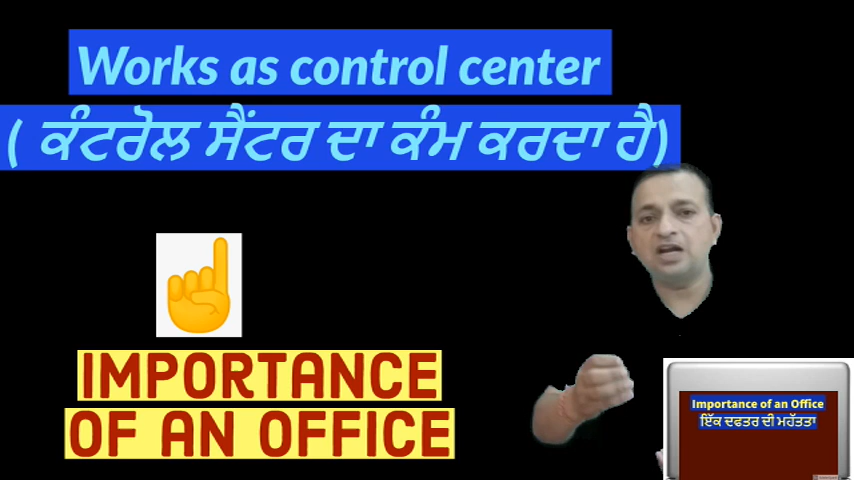 Works as control center
( ਕੰਟਰੋਲ ਸੈਂਟਰ ਦਾ ਕੰਮ ਕਰਦਾ ਹੈ)
IMPORTANCE
OF AN OFFICE
Importance of an Office
ਇੱਕ ਦਫਤਰ ਦੀ ਮਹੱਤਤਾ